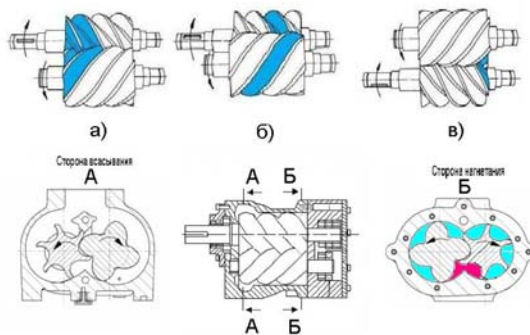 а)
б)
в)
Сторона всасывания
А
А
Б
А
Б
Сторона нагнетания
Б